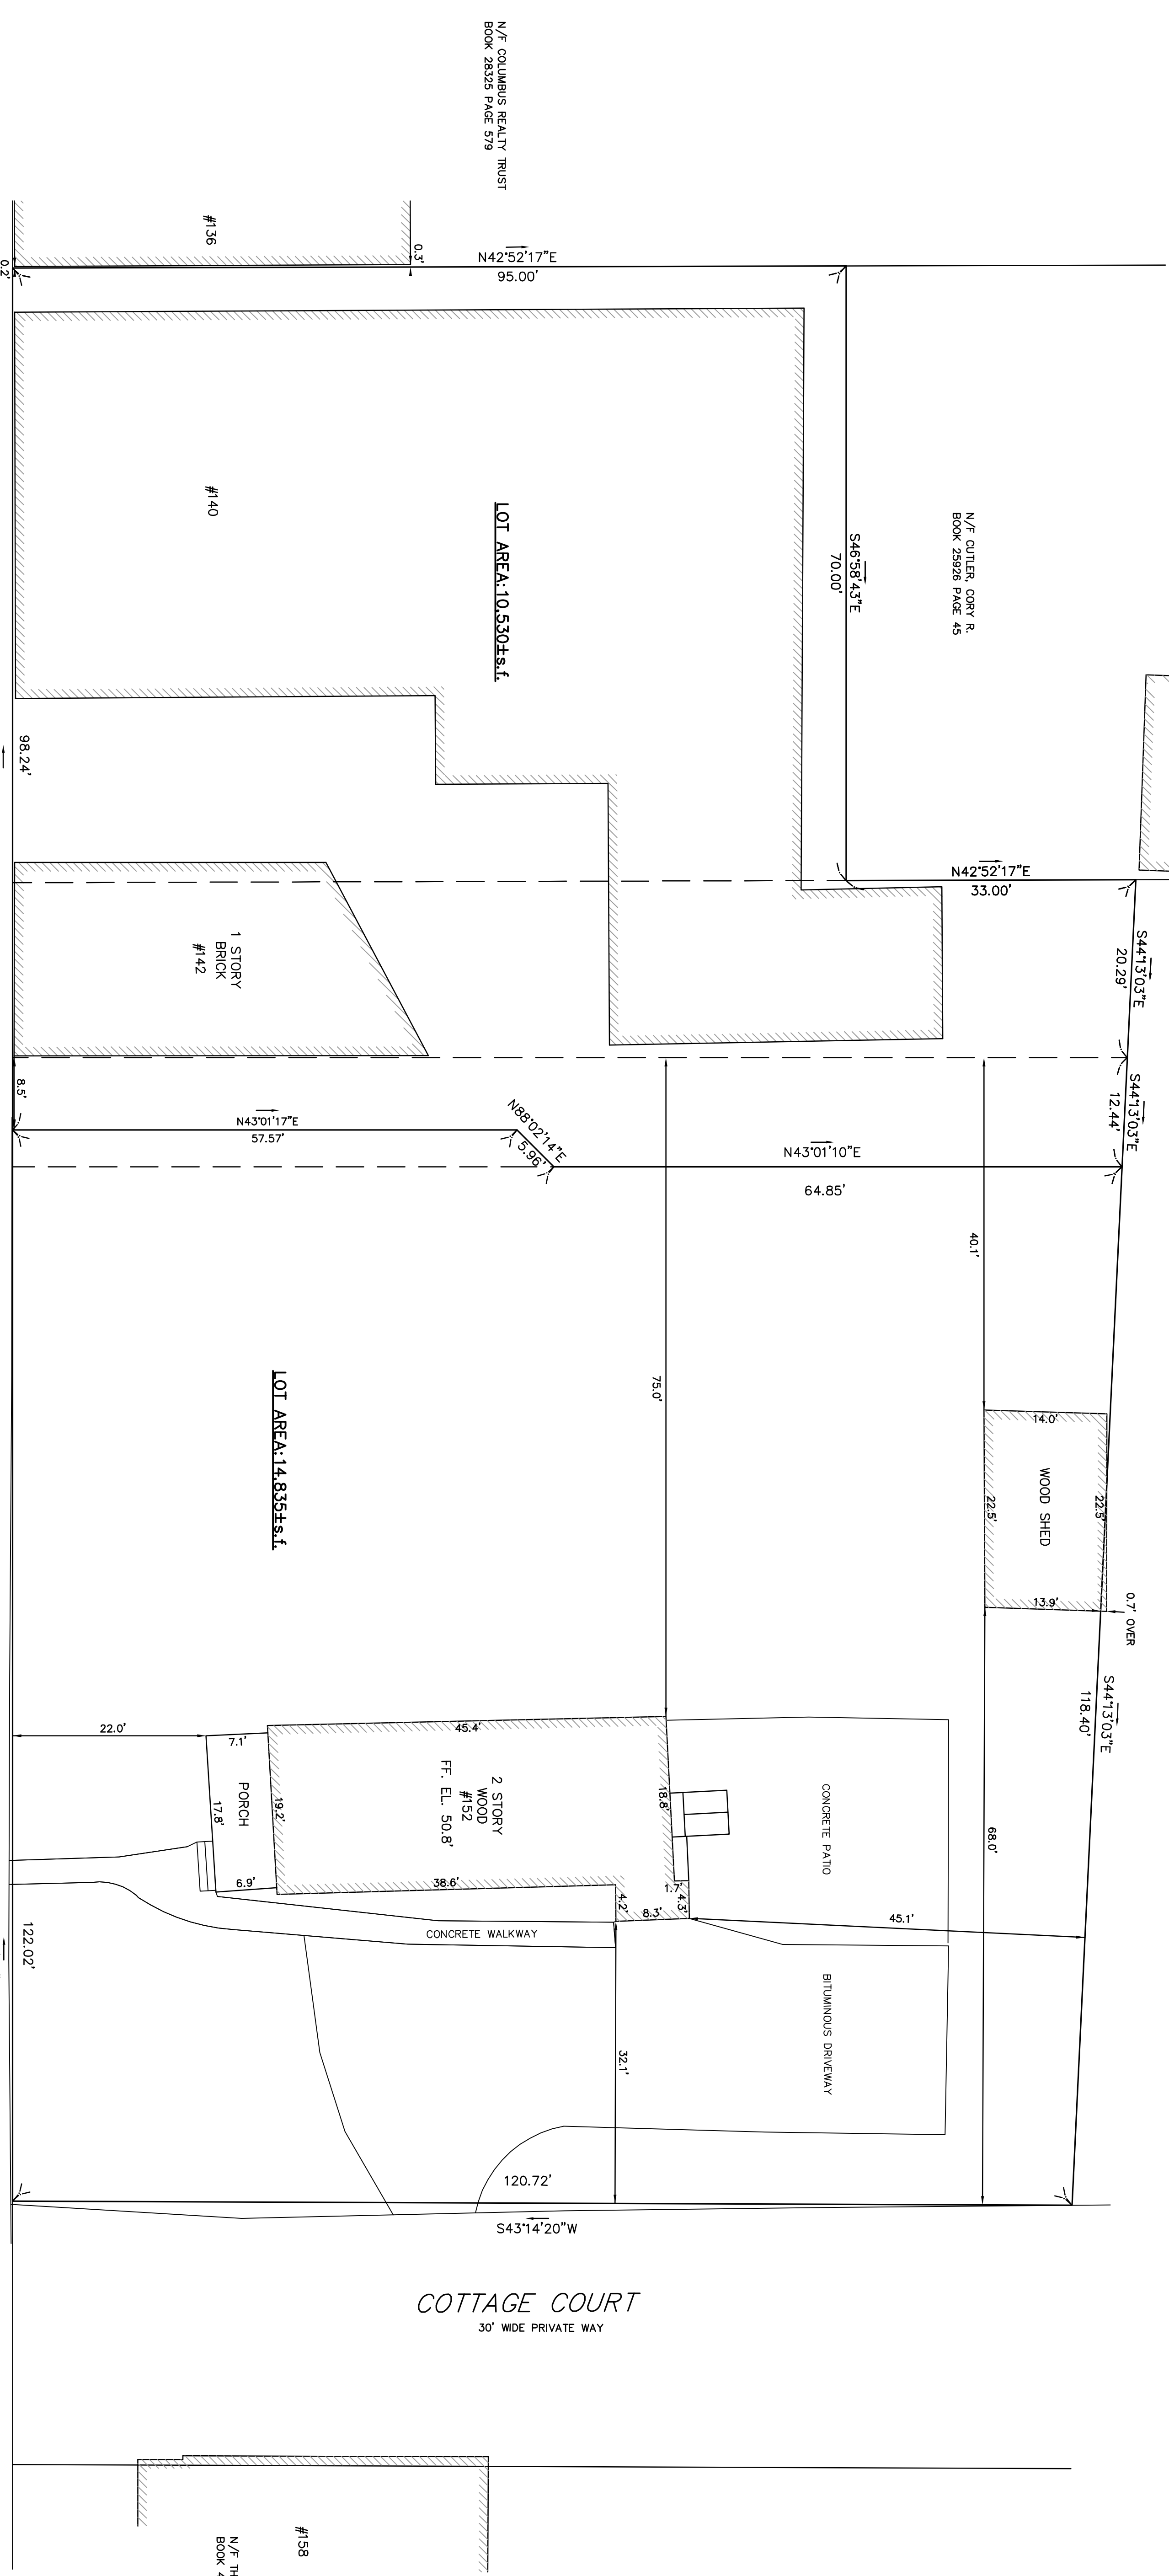 N/F COLUMBUS REALTY TRUST
BOOK 28325 PAGE 579
#136
0.3'
0.2'
N42°52'17"E
95.00'
#140
LOT AREA:10,530±s.f.
S46°58'43"E
70.00'
N/F CUTLER, CORY R.
BOOK 25926 PAGE 45
98.24'
N42°52'17"E
33.00'
1 STORY
BRICK
#142
S44°13'03"E
20.29'
S44°13'03"E
12.44'
8.5'
N43°01'17"E
57.57'
N88°02'14"E
5.96'
N43°01'10"E
64.85'
40.1'
75.0'
LOT AREA:14,835±s.f.
14.0'
WOOD SHED
22.5'
22.5'
13.9'
0.7' OVER
S44°13'03"E
118.40'
22.0'
7.1'
45.4'
PORCH
17.8'
19.2'
2 STORY
WOOD
#152
FF. EL. 50.8'
18.8'
CONCRETE PATIO
68.0'
6.9'
38.6'
1.7'
4.2'
8.3'
4.3'
45.1'
CONCRETE WALKWAY
122.02'
BITUMINOUS DRIVEWAY
32.1'
120.72'
S43°14'20"W
COTTAGE COURT
30' WIDE PRIVATE WAY
#158
N/F TH
BOOK 4